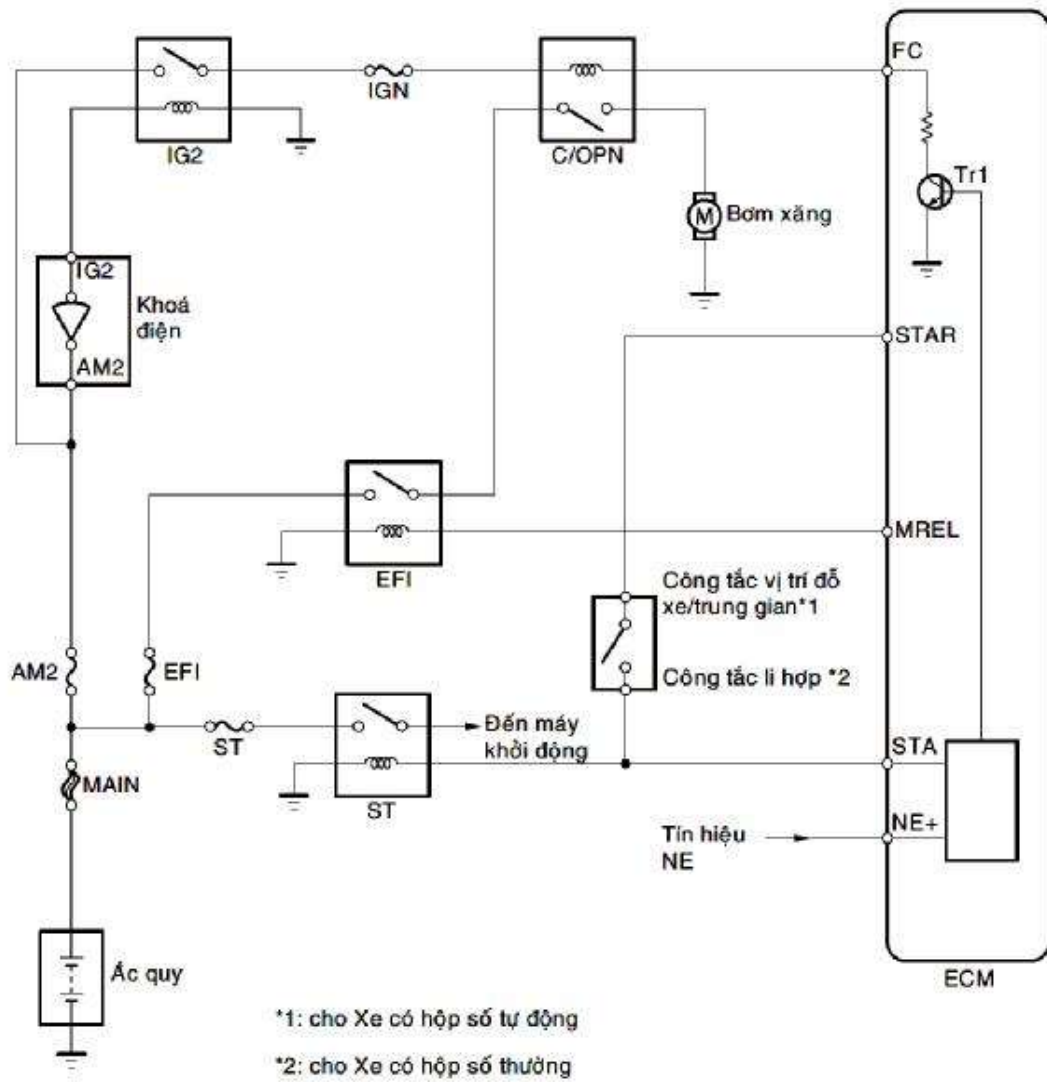 FC
IGN
IG2
C/OPN
Tr1
M
Bơm xăng
IG2
Khoá
điện
AM2
STAR
MREL
EFI
Công tắc vị trí đỗ
xe/trung gian*1
AM2
EFI
Công tắc li hợp *2
Đến máy
khởi động
ST
STA
MAIN
ST
NE+
Tín hiệu
NE
Ắc quy
ECM
*1: cho Xe có hộp số tự động
*2: cho Xe có hộp số thường